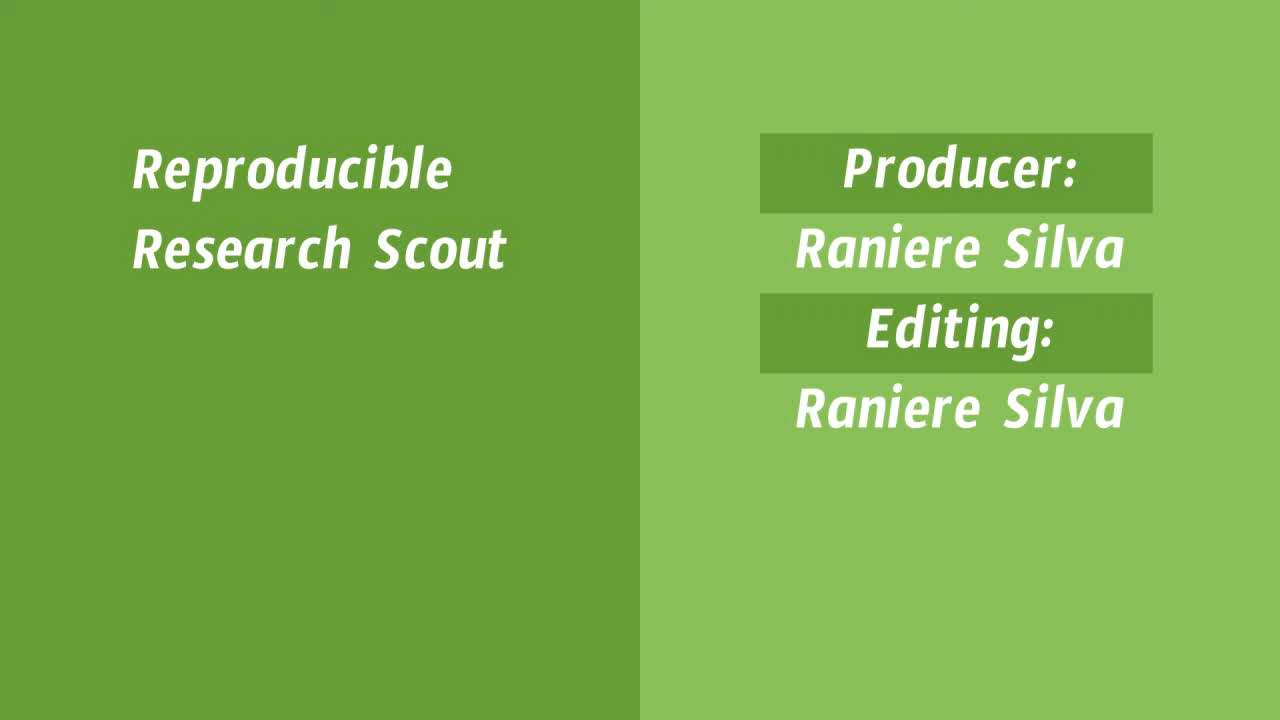 Reproducible
Research Scout
Producer:
Raniere Silva
Editing:
Raniere Silva